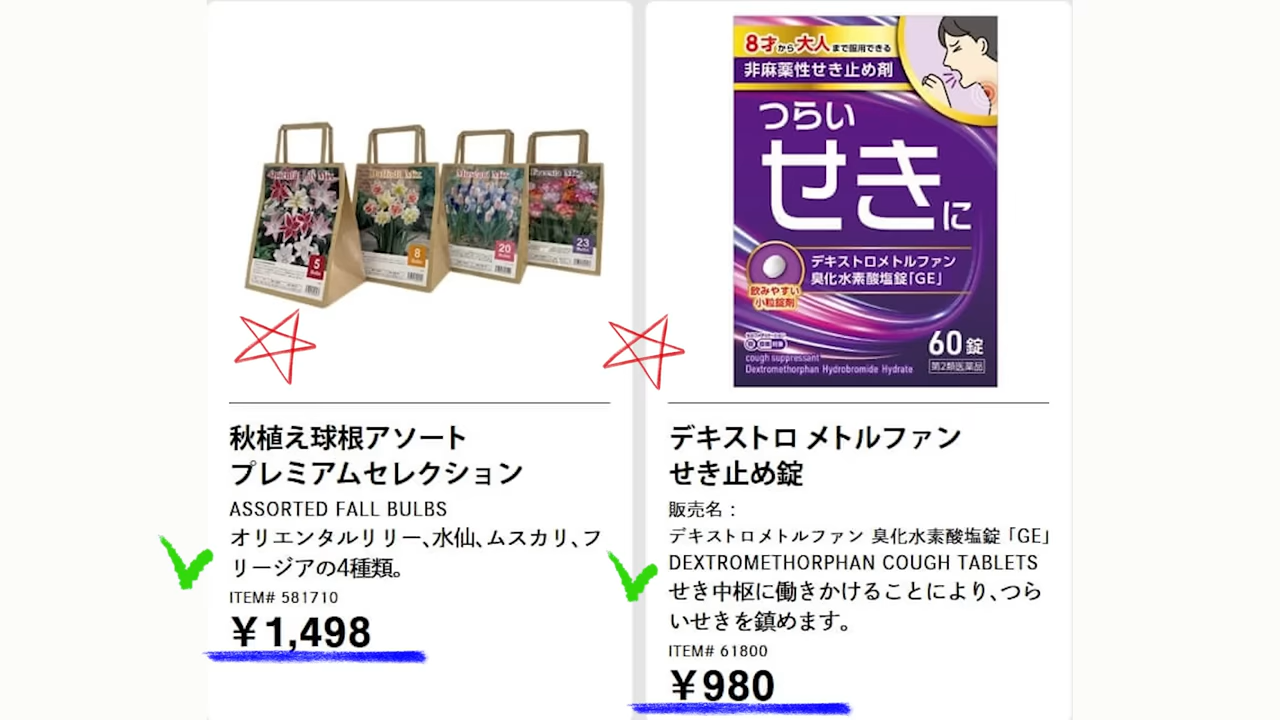 Daffodil Mix
5
Bulbs
8
Bulbs
20
Bulbs
23
Bulbs
秋植え球根アソート
プレミアムセレクション
ASSORTED FALL BULBS
オリエンタルリリー、水仙、ムスカリ、フ
リージアの4種類。
ITEM# 581710
￥1,498
8才から大人まで服用できる
非麻薬性せき止め剤
つらい
せきに
デキストロメトルファン
臭化水素酸塩錠「GE」
飲みやすい
小粒錠剤
60錠
第2類医薬品
cough suppressant
Dextromethorphan Hydrobromide Hydrate
デキストロ メトルファン
せき止め錠
販売名：
デキストロメトルファン 臭化水素酸塩錠「GE」
DEXTROMETHORPHAN COUGH TABLETS
せき中枢に働きかけることにより、つら
いせきを鎮めます。
ITEM# 61800
￥980